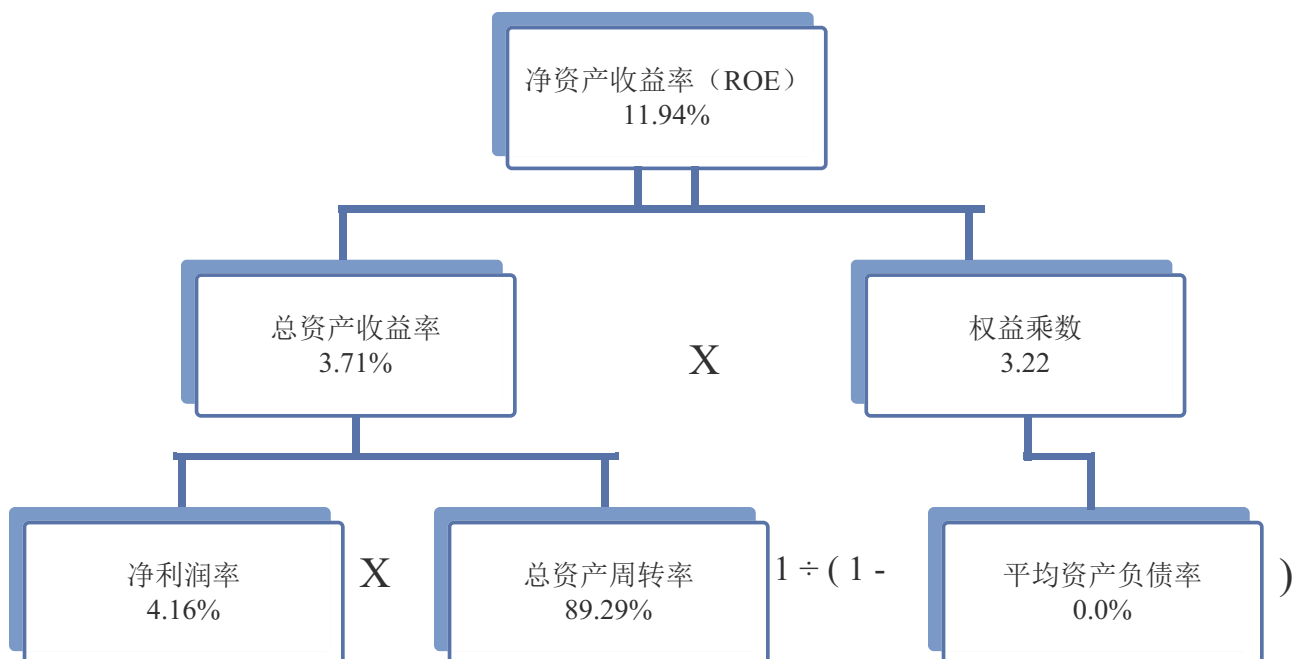 净资产收益率（ROE）
11.94%
总资产收益率
3.71%
X
权益乘数
3.22
净利润率
4.16%
X
总资产周转率
89.29%
1 ÷ ( 1 -
平均资产负债率
0.0%
)